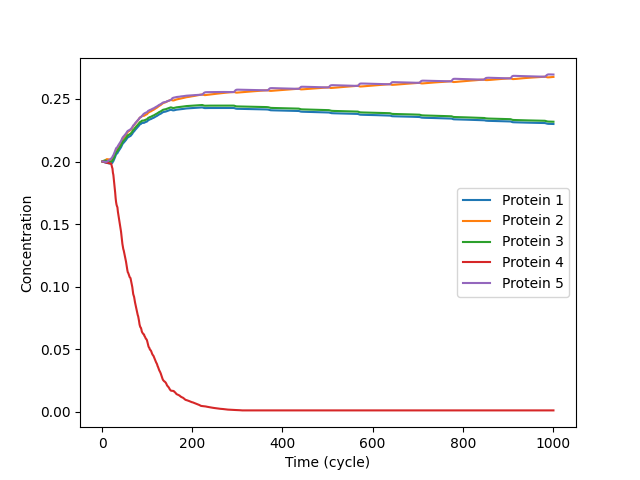 0.25
0.20
0.15
0.10
0.05
0.00
Concentration
Protein 1
Protein 2
Protein 3
Protein 4
Protein 5
0 200 400 600 800 1000
Time (cycle)